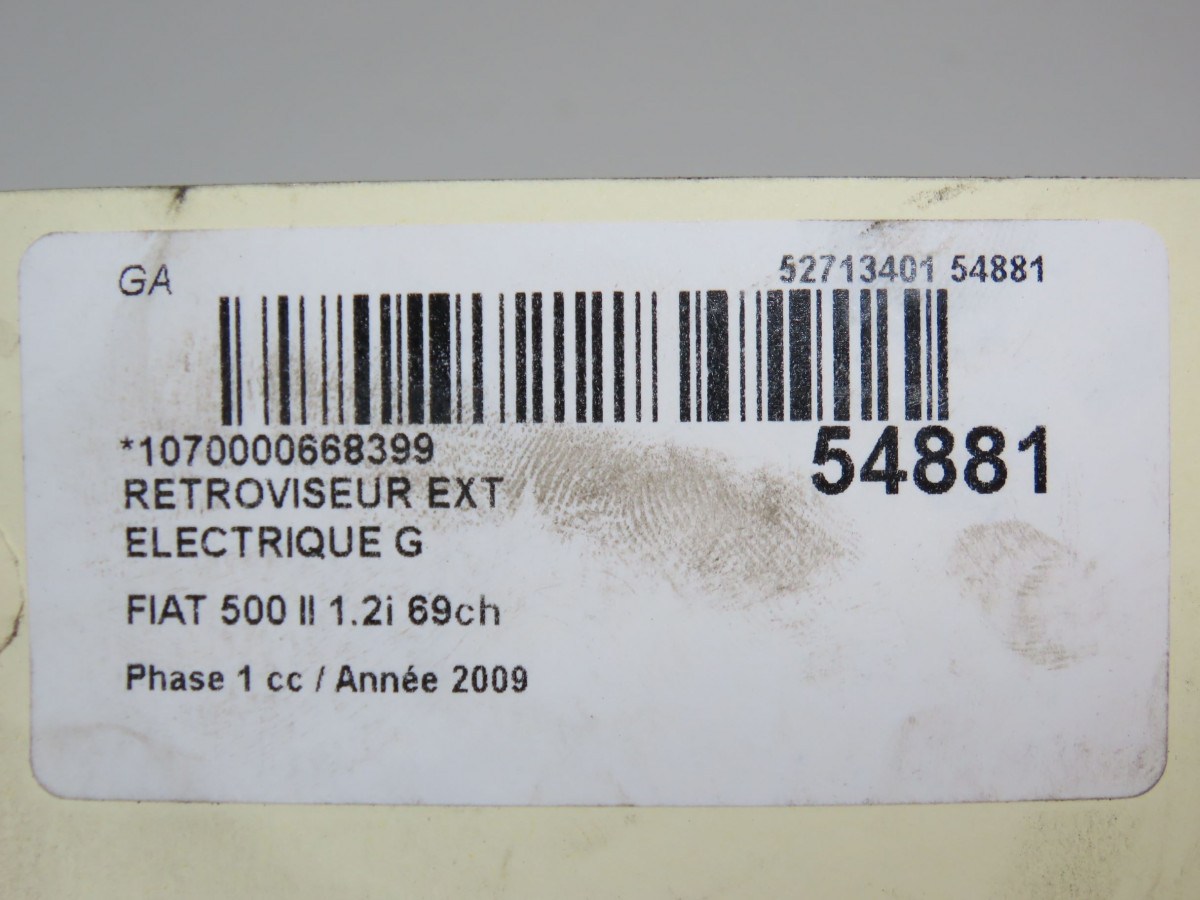 GA
52713401 54881
*1070000668399
54881
RETROVISEUR EXT
ELECTRIQUE G
FIAT 500 II 1.2i 69ch
Phase 1 cc / Année 2009